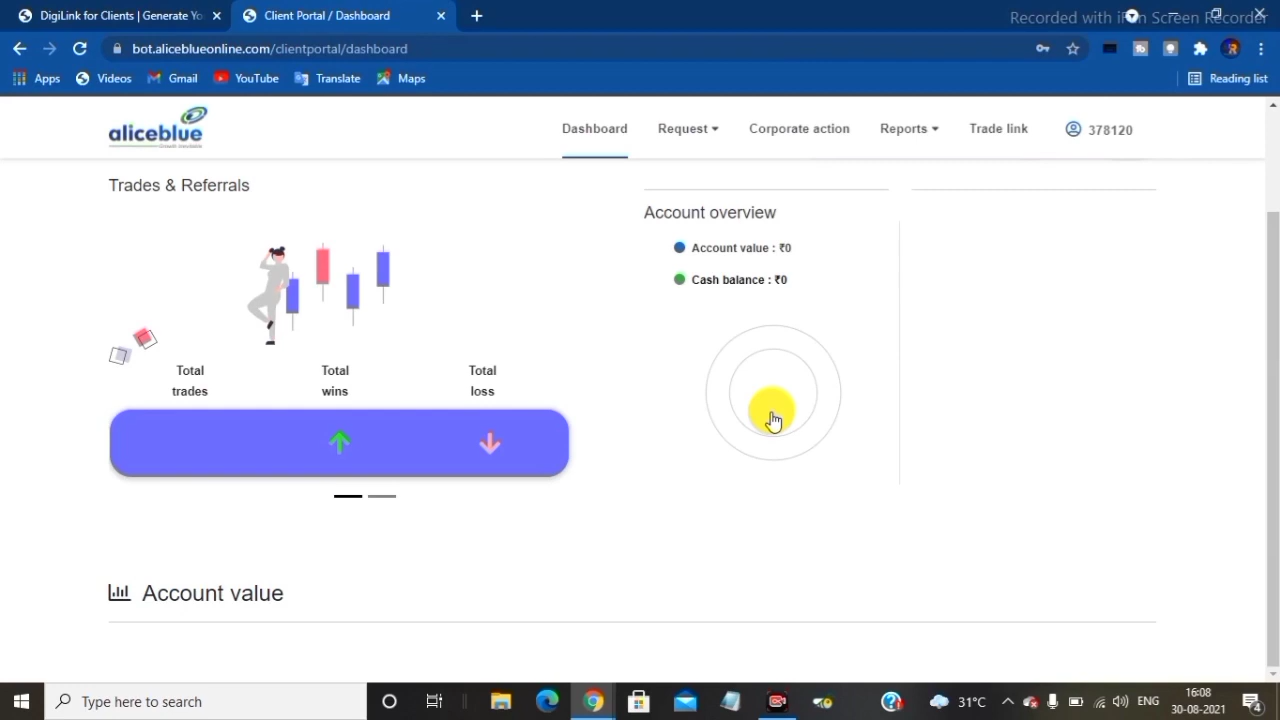 DigiLink for Clients | Generate Yo
Client Portal / Dashboard
Recorded with iFun Screen Recorder
bot.aliceblueonline.com/clientportal/dashboard
Apps
Videos
Gmail
YouTube
Translate
Maps
Reading list
aliceblue
Dashboard
Request
Corporate action
Reports
Trade link
378120
Trades & Referrals
Account overview
Account value : ₹0
Cash balance : ₹0
Total
trades
Total
wins
Total
loss
Account value
Type here to search
31°C
ENG
16:08
30-08-2021
4